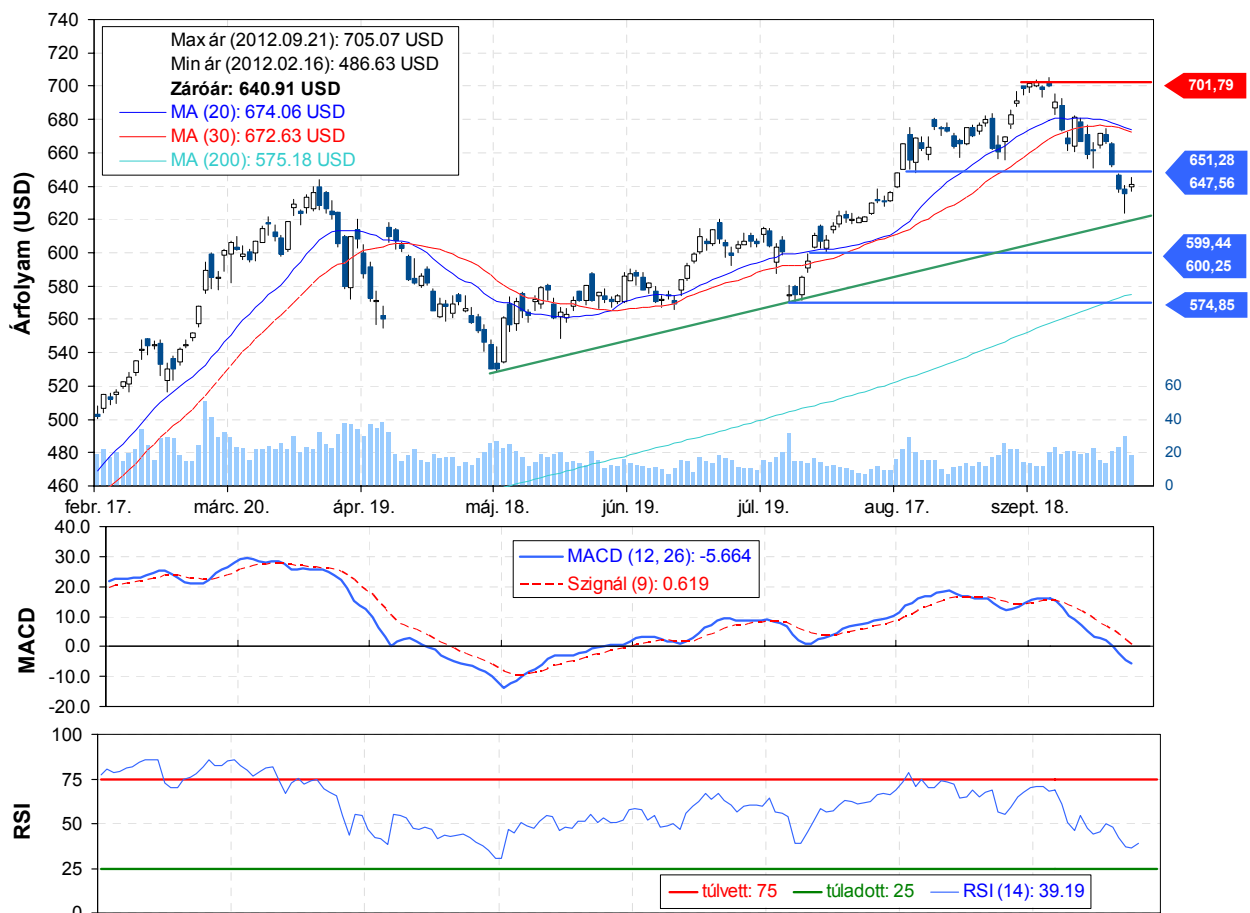 740
720
700
680
660
640
620
600
580
560
540
520
500
480
460
Árfolyam (USD)
Max ár (2012.09.21): 705.07 USD
Min ár (2012.02.16): 486.63 USD
Záróár: 640.91 USD
MA (20): 674.06 USD
MA (30): 672.63 USD
MA (200): 575.18 USD
701,79
651,28
647,56
599,44
600,25
574,85
60
40
20
0
febr. 17. márc. 20. ápr. 19. máj. 18. jún. 19. júl. 19. aug. 17. szept. 18.
40.0
30.0
20.0
10.0
0.0
-10.0
-20.0
MACD
MACD (12, 26): -5.664
Szignál (9): 0.619
100
75
50
25
0
RSI
túlvett: 75 túladott: 25 RSI (14): 39.19